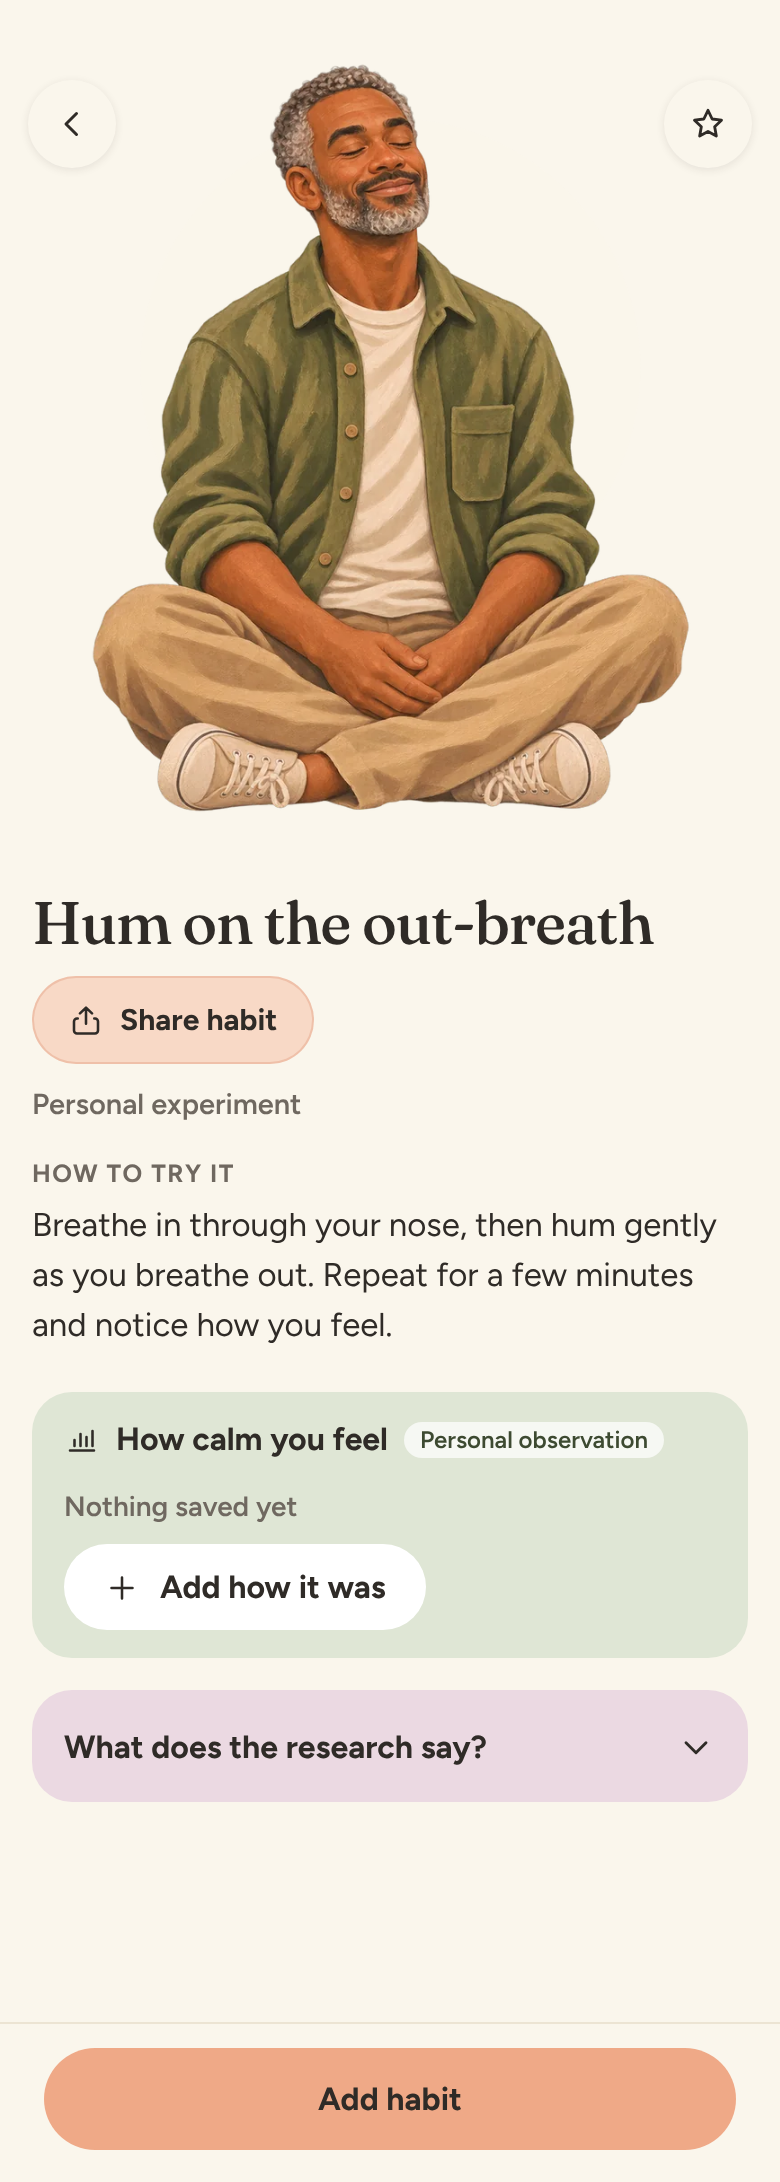 Hum on the out-breath
Share habit
Personal experiment
HOW TO TRY IT
Breathe in through your nose, then hum gently
as you breathe out. Repeat for a few minutes
and notice how you feel.
How calm you feel
Personal observation
Nothing saved yet
Add how it was
What does the research say?
Add habit